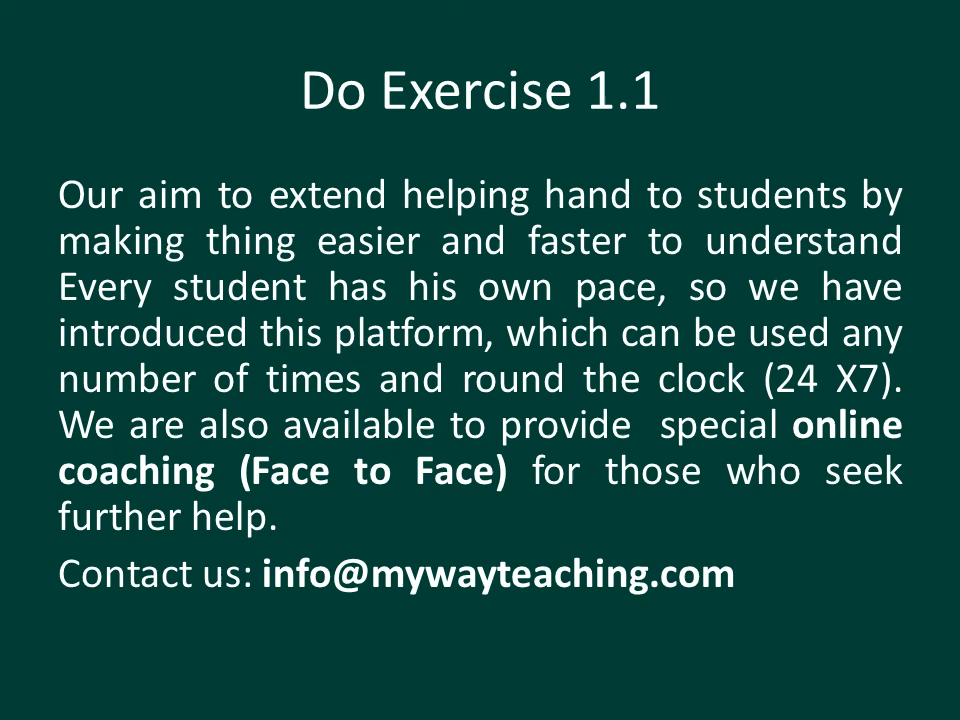 Do Exercise 1.1
Our aim to extend helping hand to students by
making thing easier and faster to understand
Every student has his own pace, so we have
introduced this platform, which can be used any
number of times and round the clock (24 X7).
We are also available to provide  special online
coaching (Face to Face) for those who seek
further help.
Contact us: info@mywayteaching.com